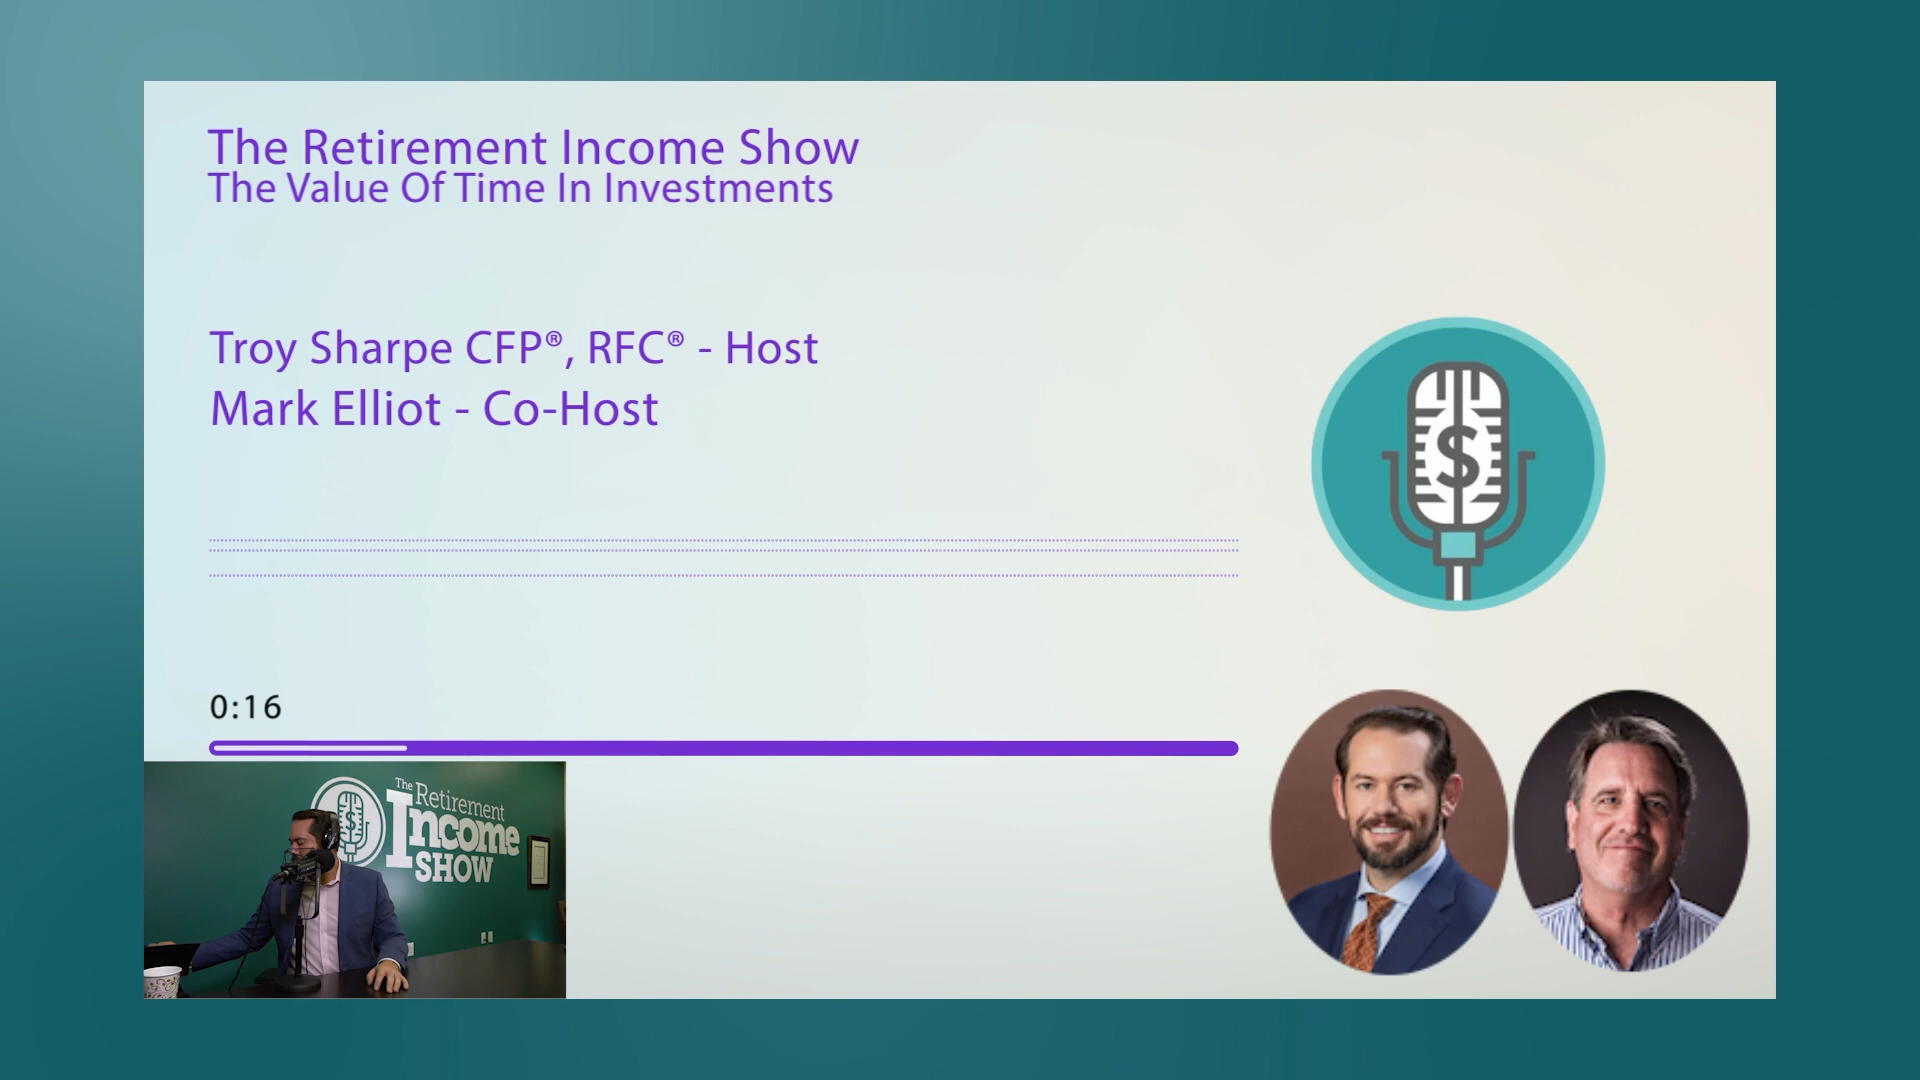 The Retirement Income Show
The Value Of Time In Investments
Troy Sharpe CFP®, RFC® - Host
Mark Elliot - Co-Host
$
0:16
The Retirement
Income
SHOW